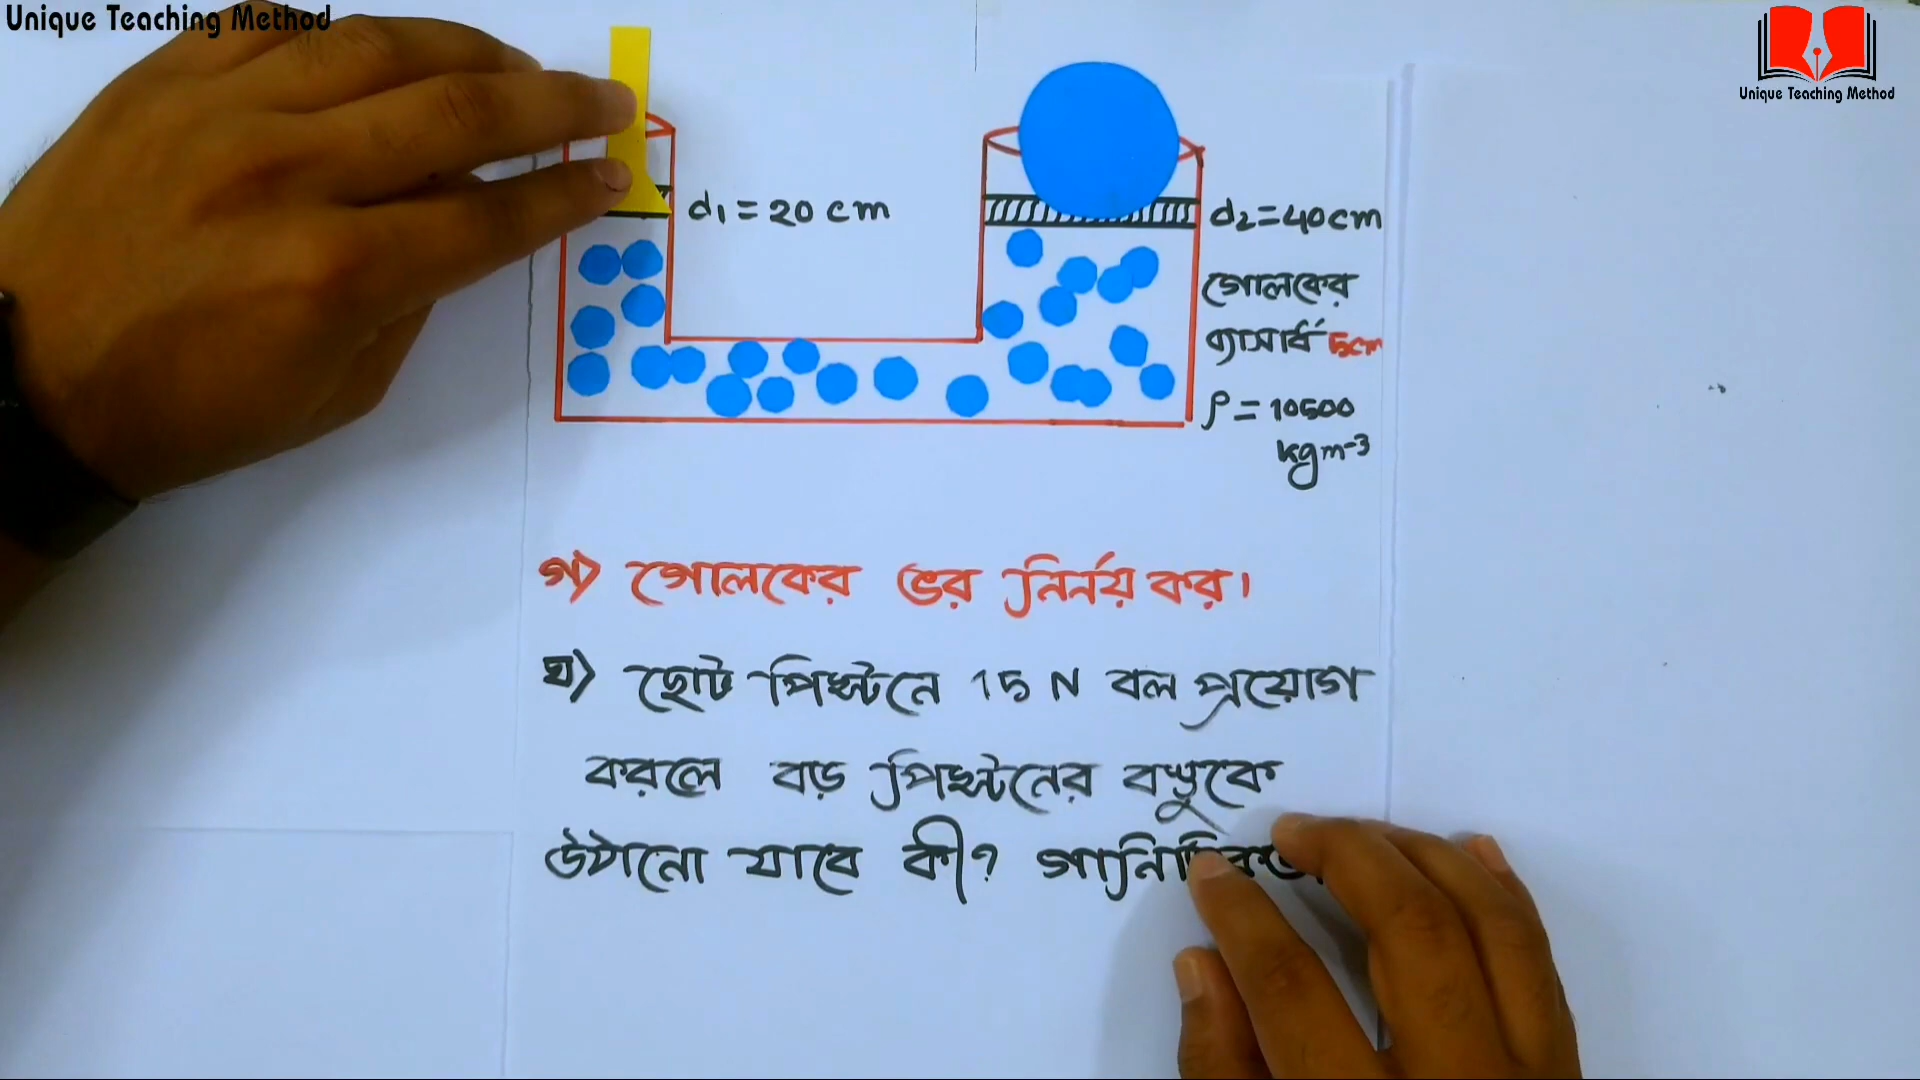 Unique Teaching Method
Unique Teaching Method
d₁ = 20 cm
d₂ = 40cm
গোলকের
ব্যাসার্ধ 5cm
ρ = 10500
kgm⁻³
গ) গোলকের ভর নির্নয় কর।
ঘ) ছোট পিস্টনে 15 N বল প্রয়োগ
করলে বড় পিস্টনের বস্তুকে
উঠানো যাবে কী?